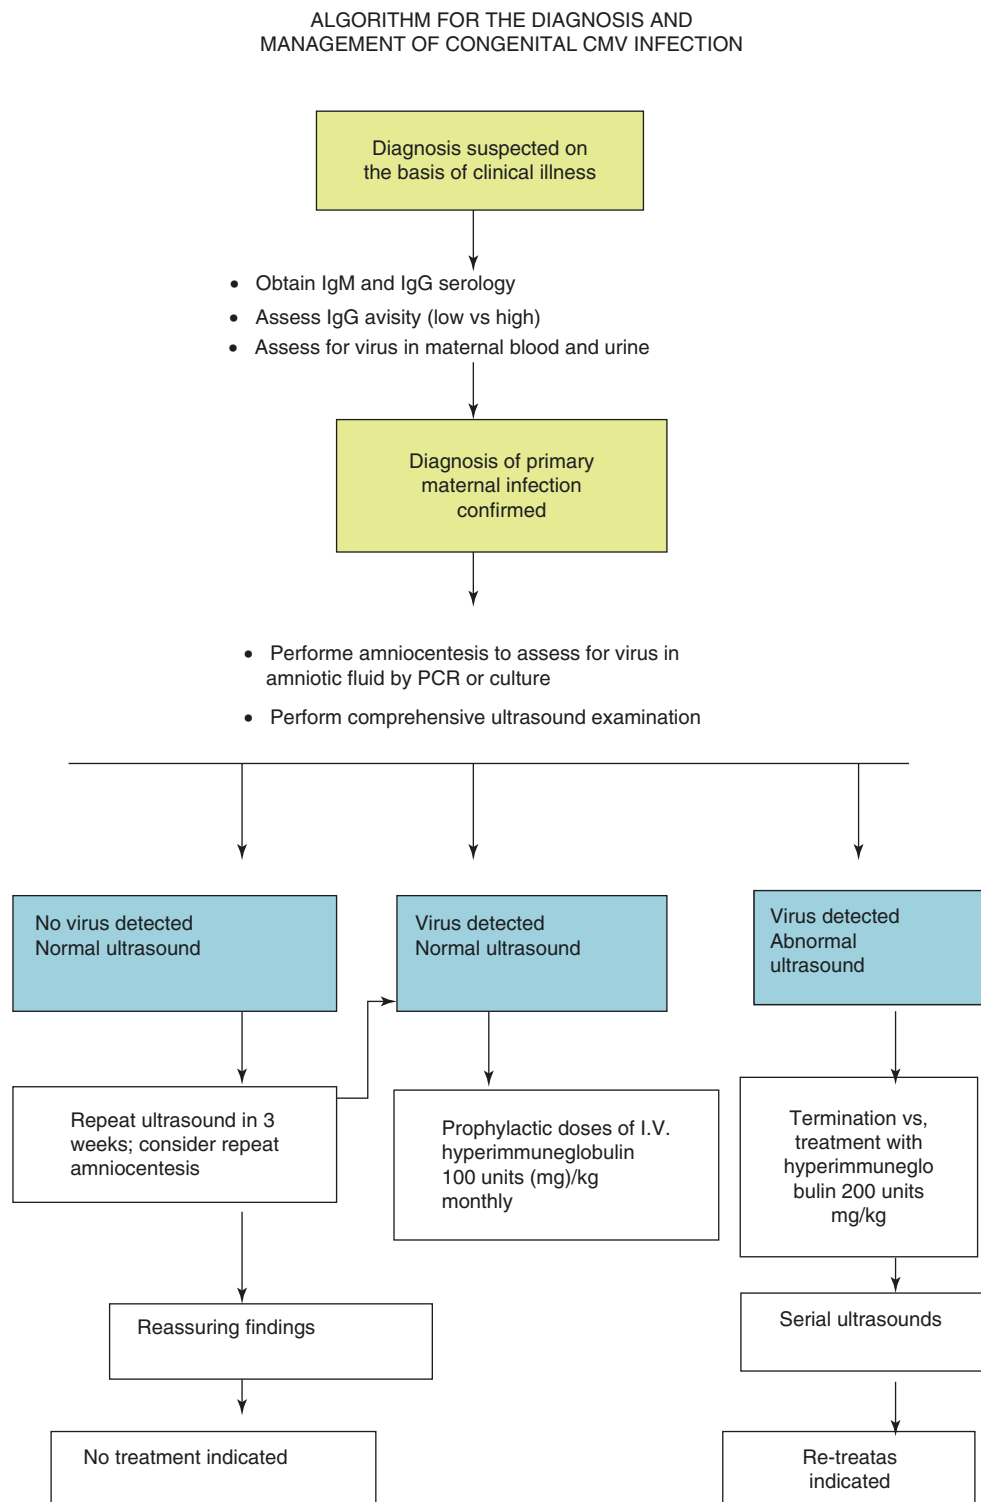 ALGORITHM FOR THE DIAGNOSIS AND
MANAGEMENT OF CONGENITAL CMV INFECTION
Diagnosis suspected on
the basis of clinical illness
• Obtain IgM and IgG serology
• Assess IgG avisity (low vs high)
• Assess for virus in maternal blood and urine
Diagnosis of primary
maternal infection
confirmed
• Performe amniocentesis to assess for virus in
amniotic fluid by PCR or culture
• Perform comprehensive ultrasound examination
No virus detected
Normal ultrasound
Virus detected
Normal ultrasound
Virus detected
Abnormal
ultrasound
Repeat ultrasound in 3
weeks; consider repeat
amniocentesis
Prophylactic doses of I.V.
hyperimmuneglobulin
100 units (mg)/kg
monthly
Termination vs,
treatment with
hyperimmuneglo
bulin 200 units
mg/kg
Reassuring findings
Serial ultrasounds
No treatment indicated
Re-treatas
indicated